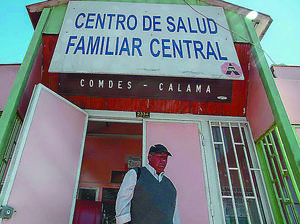 CENTRO DE SALUD
FAMILIAR CENTRAL
COMDES - CALAMA